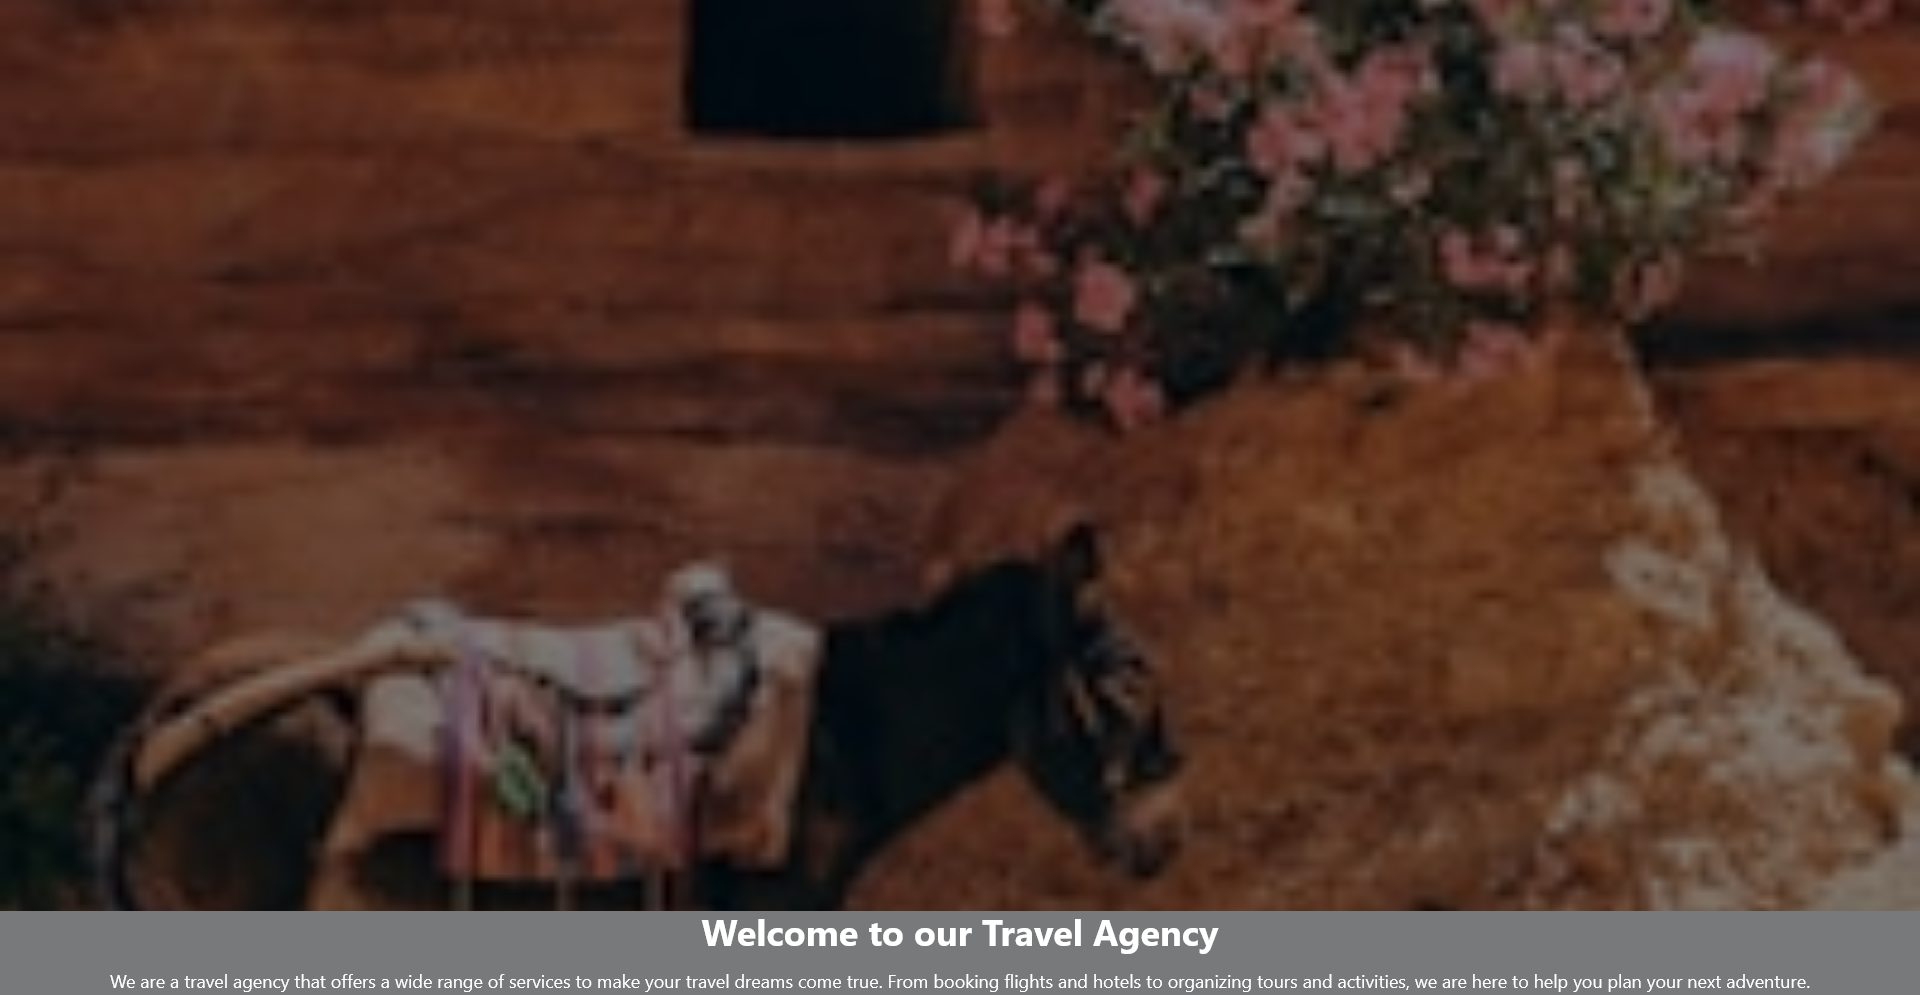 Welcome to our Travel Agency
We are a travel agency that offers a wide range of services to make your travel dreams come true. From booking flights and hotels to organizing tours and activities, we are here to help you plan your next adventure.